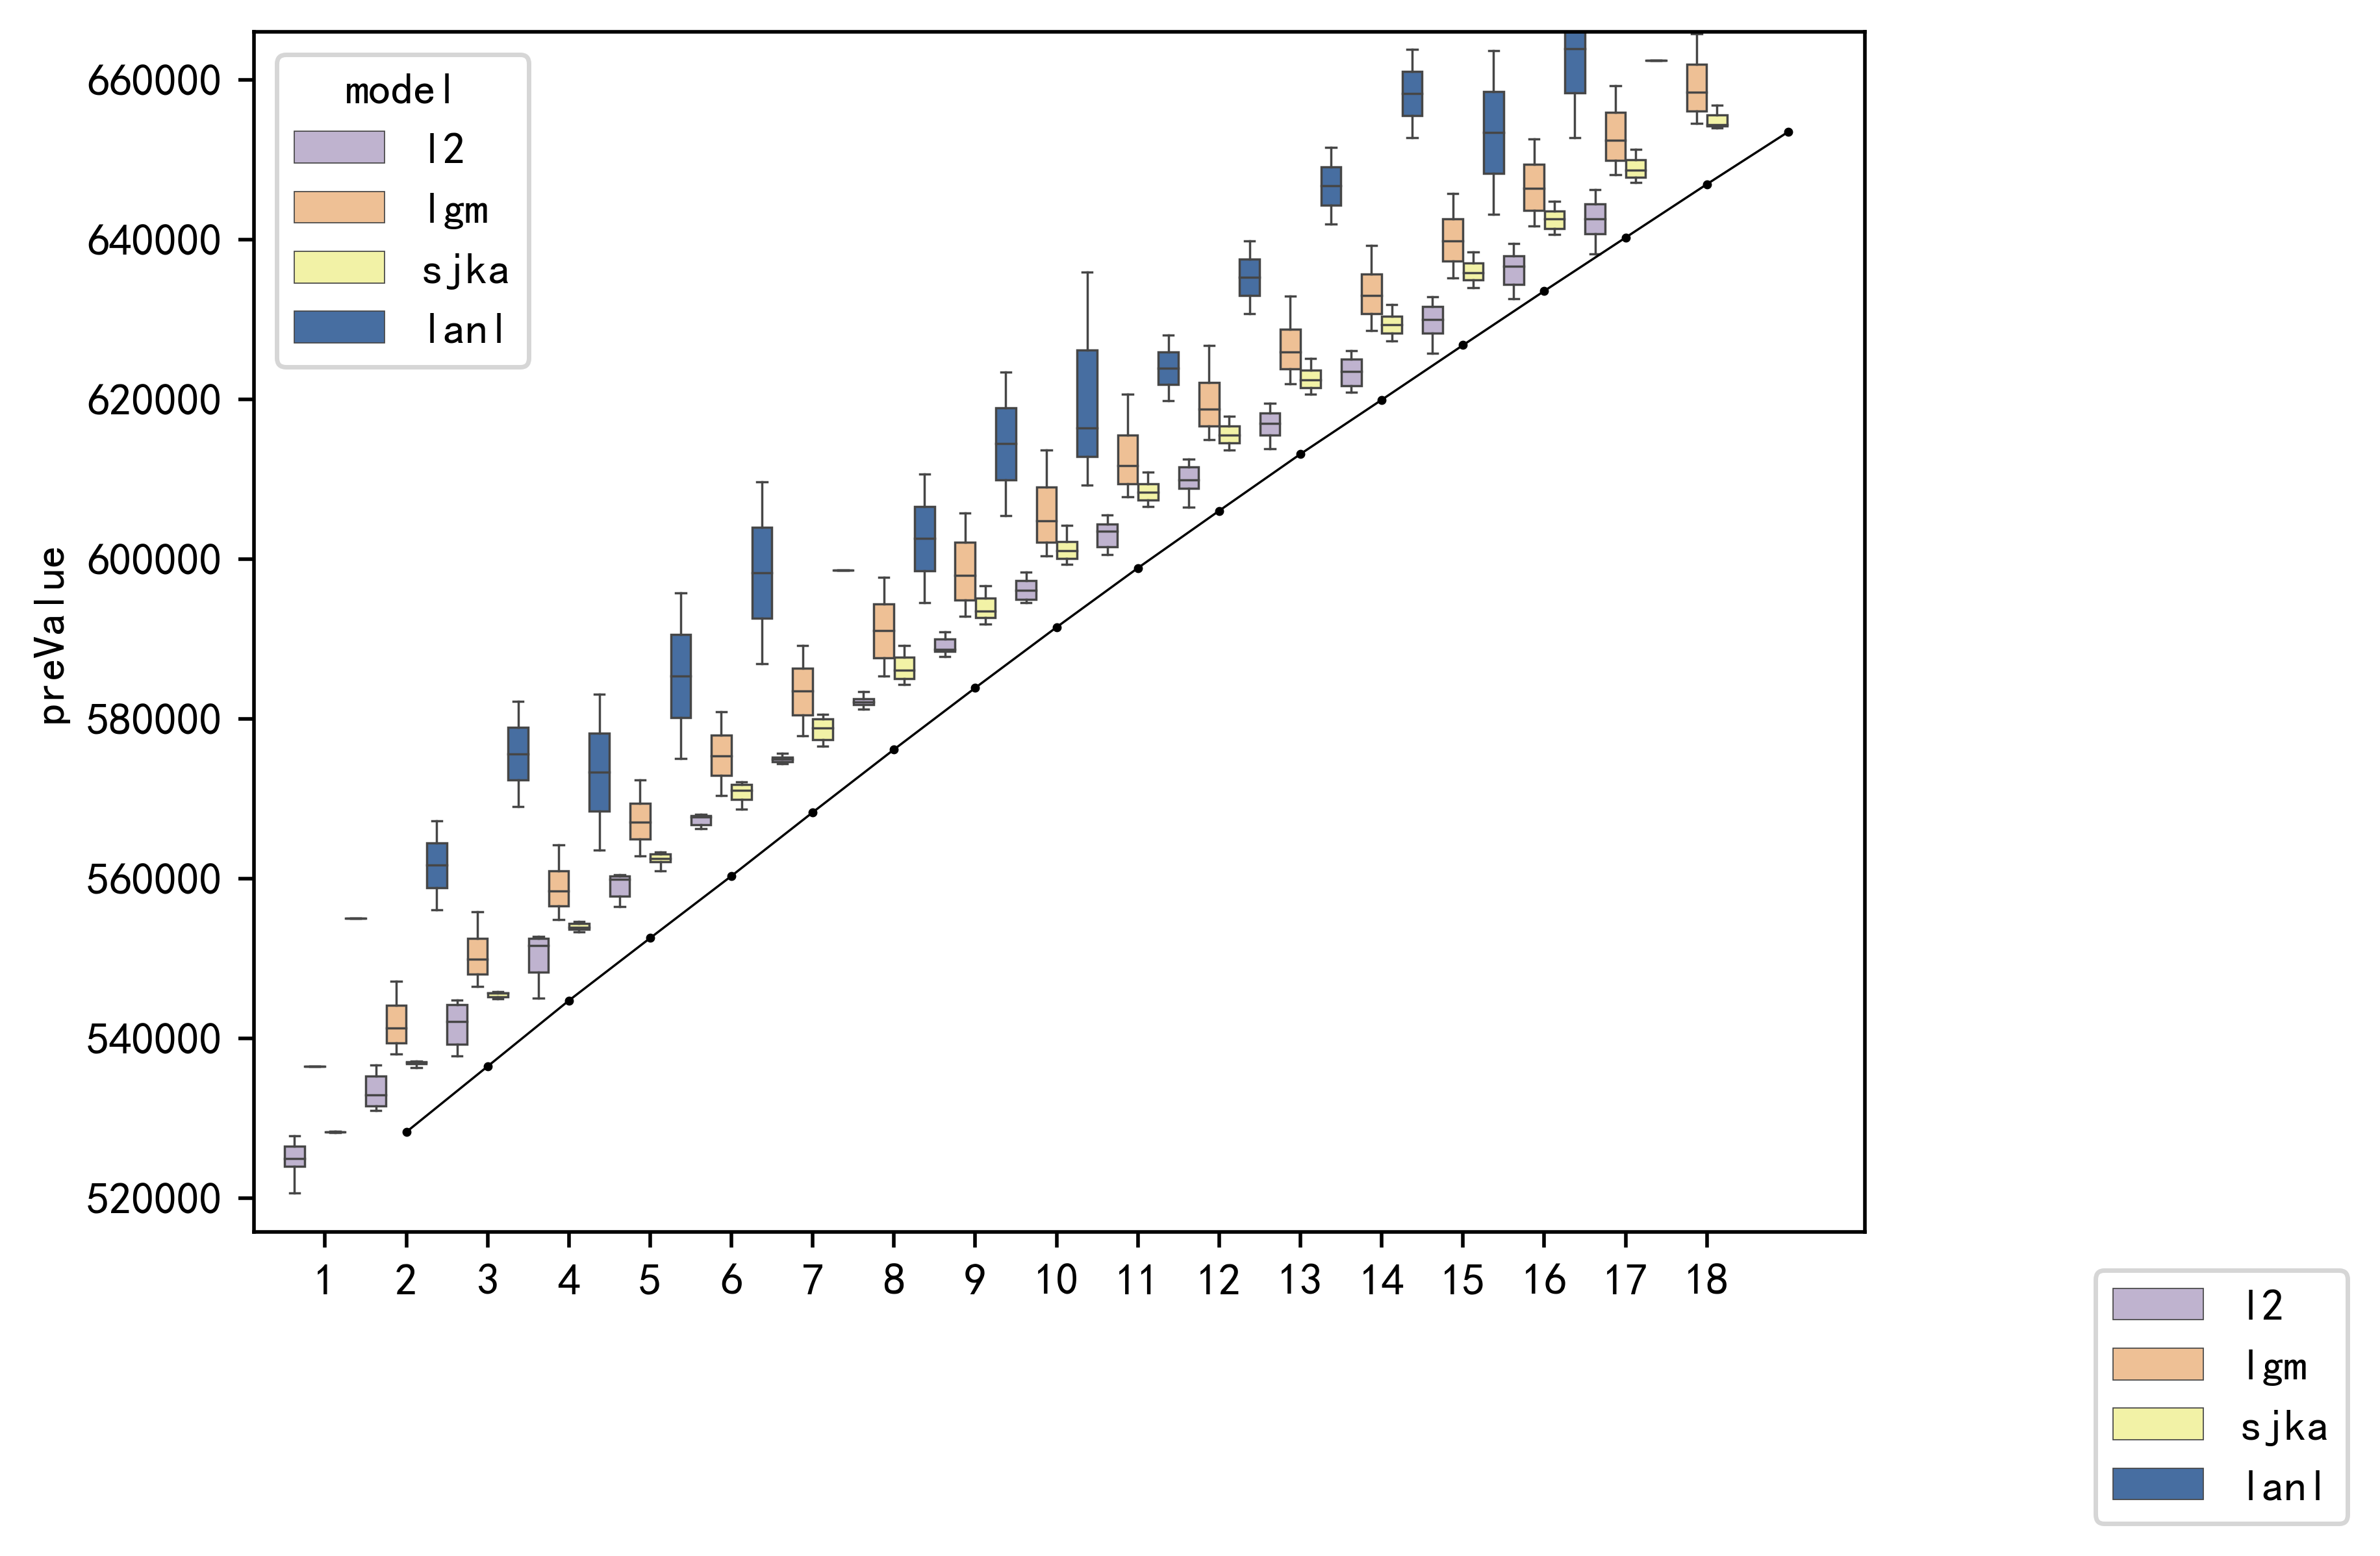 model
l2
lgm
sjka
lanl
preValue
660000
640000
620000
600000
580000
560000
540000
520000
1 2 3 4 5 6 7 8 9 10 11 12 13 14 15 16 17 18
l2
lgm
sjka
lanl